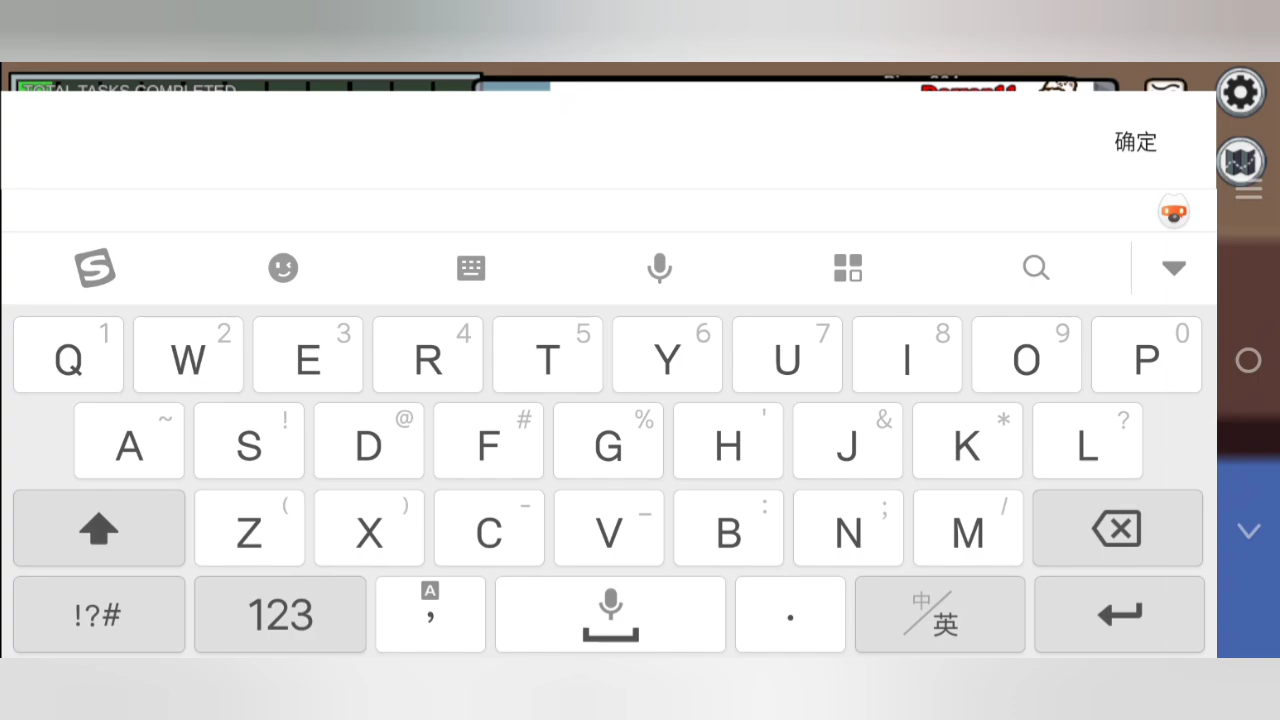 TOTAL TASKS COMPLETED
确定
1 2 3 4 5 6 7 8 9 0
Q W E R T Y U I O P
~ ! @ # % ' & * ?
A S D F G H J K L
( ) - _ : ; /
Z X C V B N M
!?# 123 A , . 中/英